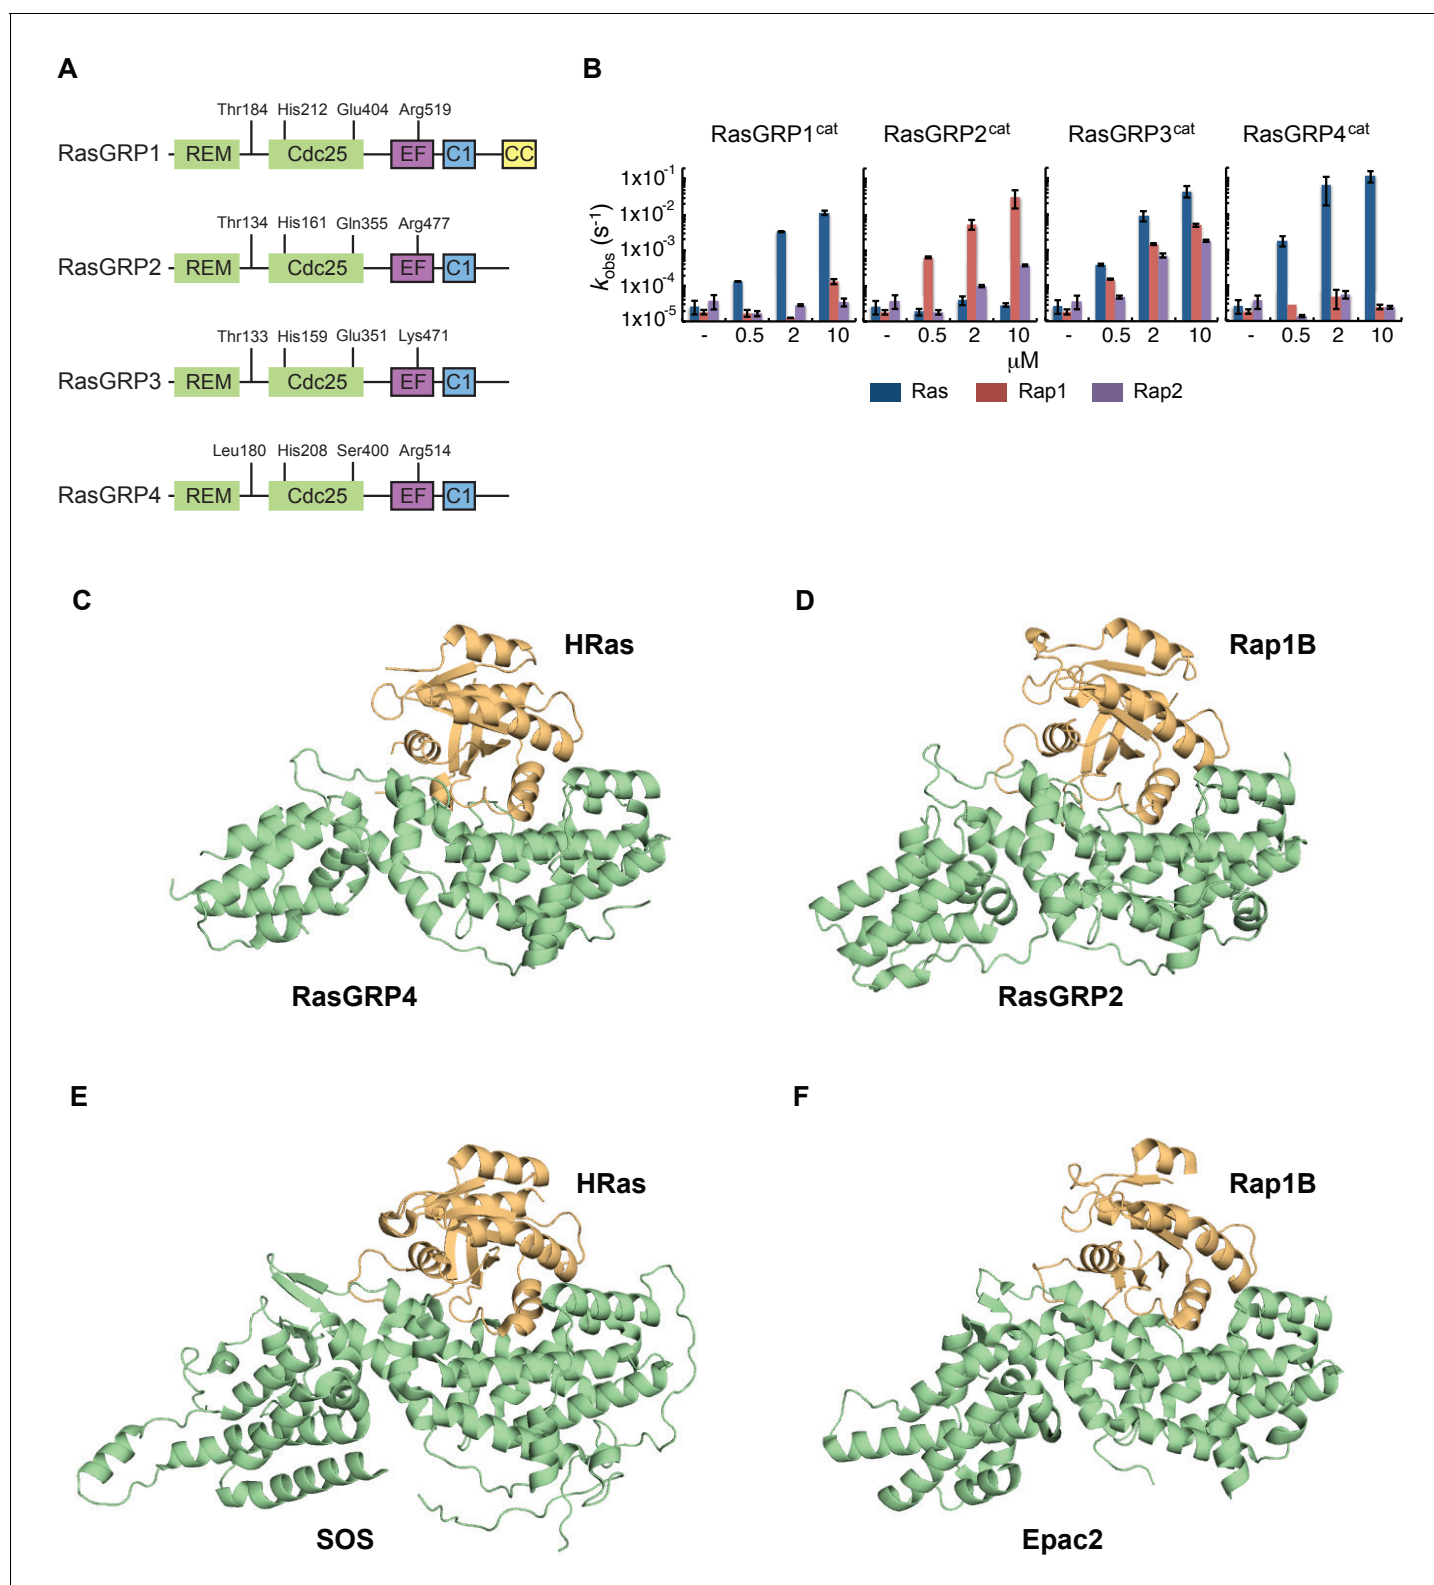 A
Thr184 His212 Glu404 Arg519
RasGRP1 REM Cdc25 EF C1 CC
Thr134 His161 Gln355 Arg477
RasGRP2 REM Cdc25 EF C1
Thr133 His159 Glu351 Lys471
RasGRP3 REM Cdc25 EF C1
Leu180 His208 Ser400 Arg514
RasGRP4 REM Cdc25 EF C1
B
RasGRP1cat RasGRP2cat RasGRP3cat RasGRP4cat
kobs (s-1)
1x10-1
1x10-2
1x10-3
1x10-4
1x10-5
- 0.5 2 10 - 0.5 2 10 - 0.5 2 10 - 0.5 2 10
μM
Ras Rap1 Rap2
C
HRas
RasGRP4
D
Rap1B
RasGRP2
E
HRas
SOS
F
Rap1B
Epac2